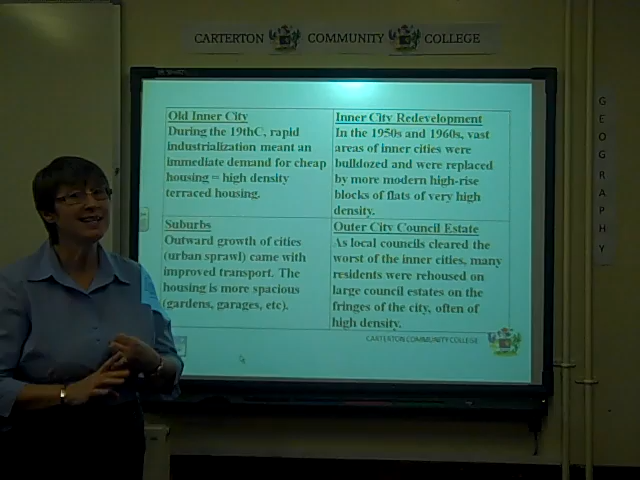 CARTERTON COMMUNITY COLLEGE
Old Inner City
During the 19thC, rapid
industrialization meant an
immediate demand for cheap
housing = high density
terraced housing.
Inner City Redevelopment
In the 1950s and 1960s, vast
areas of inner cities were
bulldozed and were replaced
by more modern high-rise
blocks of flats of very high
density.
Suburbs
Outward growth of cities
(urban sprawl) came with
improved transport. The
housing is more spacious
(gardens, garages, etc).
Outer City Council Estate
As local councils cleared the
worst of the inner cities, many
residents were rehoused on
large council estates on the
fringes of the city, often of
high density.
CARTERTON COMMUNITY COLLEGE
GEOGRAPHY